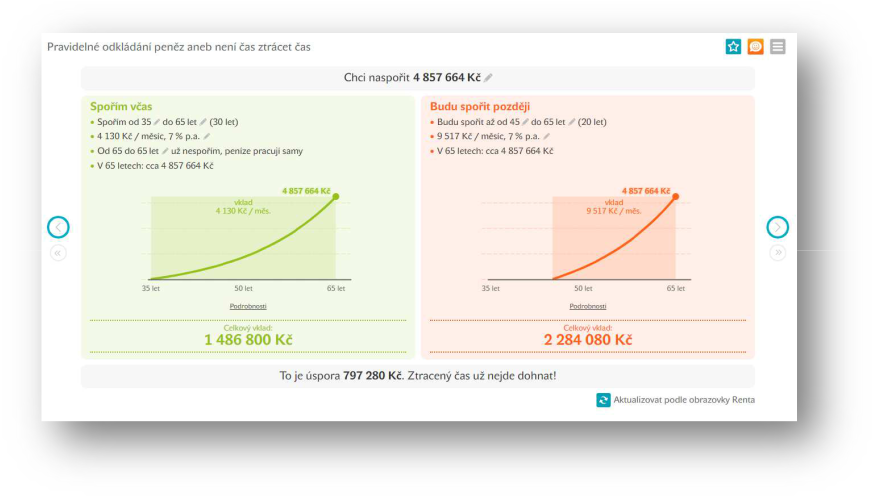 Pravidelné odkládání peněz aneb není čas ztrácet čas
Chci naspořit 4 857 664 Kč
Spořím včas
• Spořím od 35 do 65 let (30 let)
• 4 130 Kč / měsíc, 7 % p.a.
• Od 65 do 65 let už nespořím, peníze pracují samy
• V 65 letech: cca 4 857 664 Kč
4 857 664 Kč
vklad
4 130 Kč / měs.
35 let 50 let 65 let
Podrobnosti
Celkový vklad:
1 486 800 Kč
Budu spořit později
• Budu spořit až od 45 do 65 let (20 let)
• 9 517 Kč / měsíc, 7 % p.a.
• V 65 letech: cca 4 857 664 Kč
4 857 664 Kč
vklad
9 517 Kč / měs.
35 let 50 let 65 let
Podrobnosti
Celkový vklad:
2 284 080 Kč
To je úspora 797 280 Kč. Ztracený čas už nejde dohnat!
Aktualizovat podle obrazovky Renta